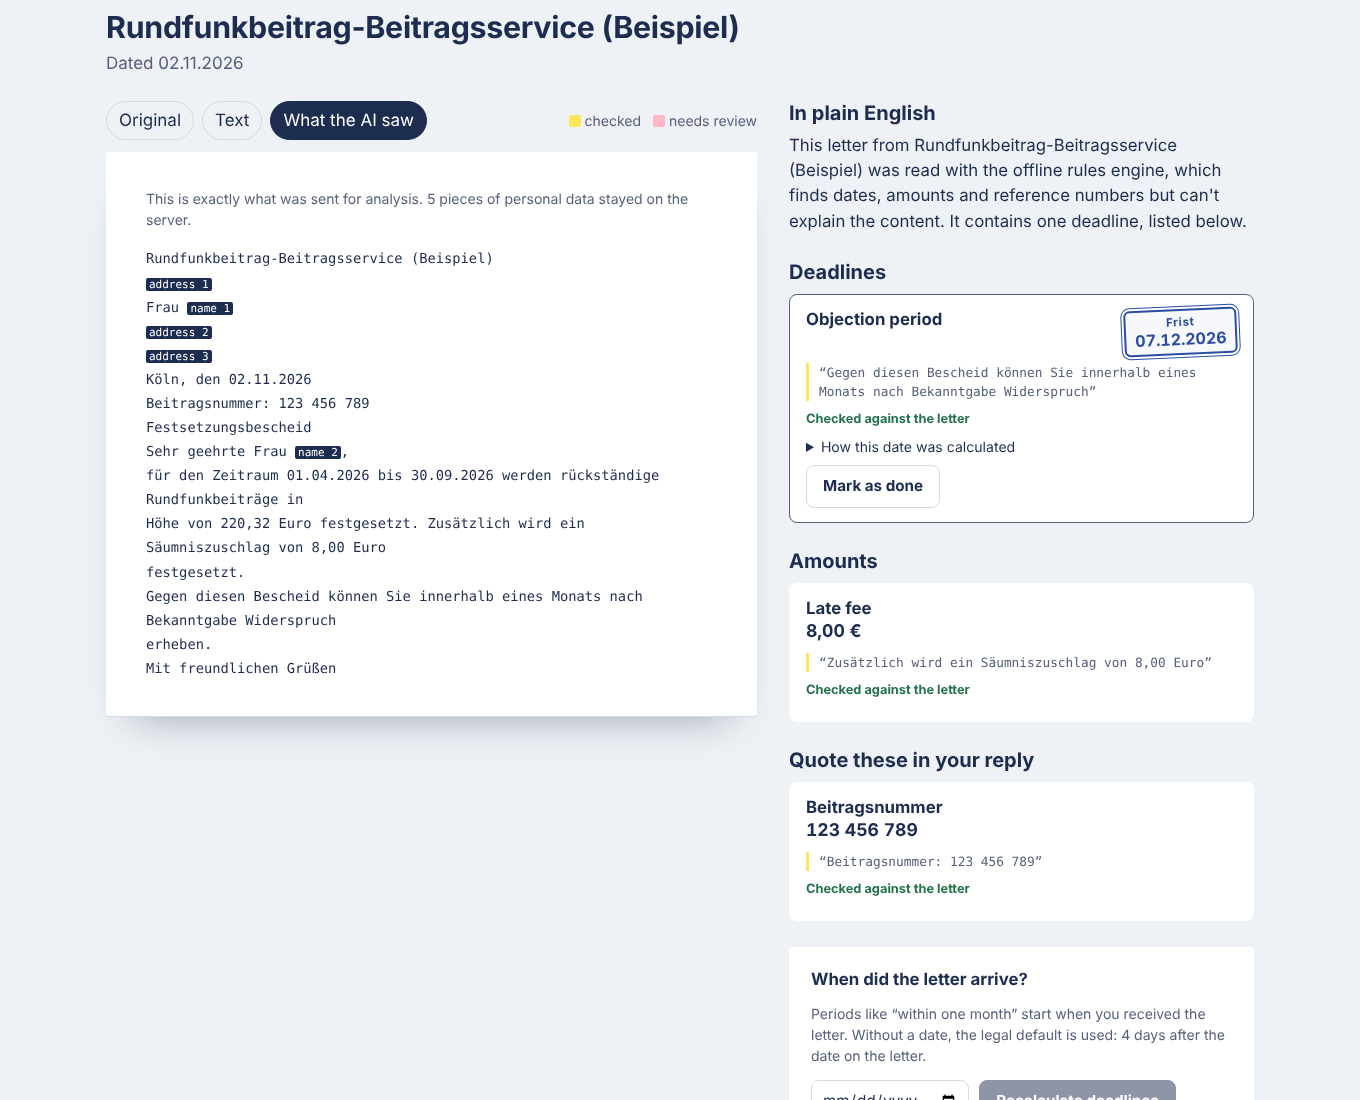 Rundfunkbeitrag-Beitragsservice (Beispiel)
Dated 02.11.2026
Original
Text
What the AI saw
checked
needs review
This is exactly what was sent for analysis. 5 pieces of personal data stayed on the
server.
Rundfunkbeitrag-Beitragsservice (Beispiel)
address 1
Frau name 1
address 2
address 3
Köln, den 02.11.2026
Beitragsnummer: 123 456 789
Festsetzungsbescheid
Sehr geehrte Frau name 2,
für den Zeitraum 01.04.2026 bis 30.09.2026 werden rückständige
Rundfunkbeiträge in
Höhe von 220,32 Euro festgesetzt. Zusätzlich wird ein
Säumniszuschlag von 8,00 Euro
festgesetzt.
Gegen diesen Bescheid können Sie innerhalb eines Monats nach
Bekanntgabe Widerspruch
erheben.
Mit freundlichen Grüßen
In plain English
This letter from Rundfunkbeitrag-Beitragsservice
(Beispiel) was read with the offline rules engine, which
finds dates, amounts and reference numbers but can't
explain the content. It contains one deadline, listed below.
Deadlines
Objection period
Frist
07.12.2026
“Gegen diesen Bescheid können Sie innerhalb eines
Monats nach Bekanntgabe Widerspruch”
Checked against the letter
How this date was calculated
Mark as done
Amounts
Late fee
8,00 €
“Zusätzlich wird ein Säumniszuschlag von 8,00 Euro”
Checked against the letter
Quote these in your reply
Beitragsnummer
123 456 789
“Beitragsnummer: 123 456 789”
Checked against the letter
When did the letter arrive?
Periods like “within one month” start when you received the
letter. Without a date, the legal default is used: 4 days after the
date on the letter.
mm/dd/yyyy
Recalculate deadlines